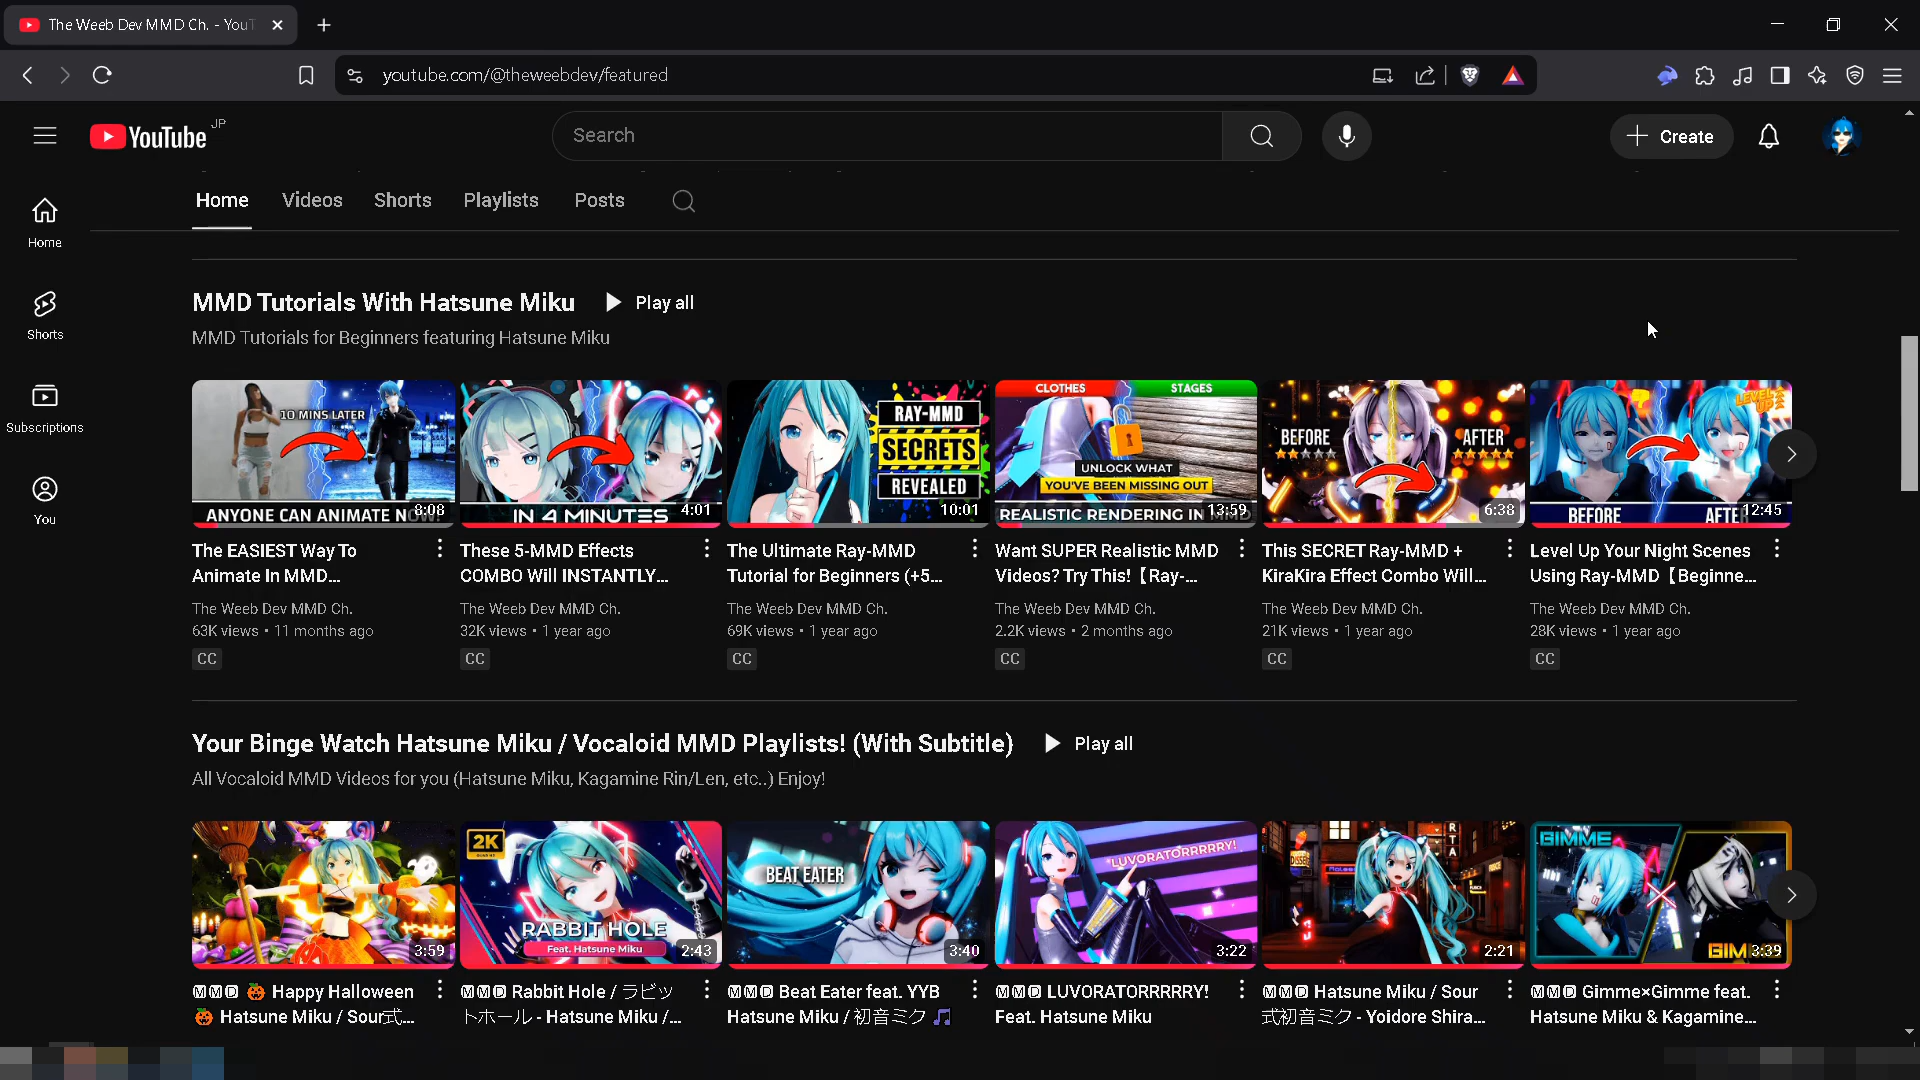 The Weeb Dev MMD Ch. - YouT
youtube.com/@theweebdev/featured
YouTube JP
Search
Create
Home
Videos
Shorts
Playlists
Posts
Home
Shorts
Subscriptions
You
MMD Tutorials With Hatsune Miku
Play all
MMD Tutorials for Beginners featuring Hatsune Miku
10 MINS LATER
ANYONE CAN ANIMATE NOW!
8:08
IN 4 MINUTES
4:01
RAY-MMD
SECRETS
REVEALED
10:01
CLOTHES
STAGES
UNLOCK WHAT
YOU'VE BEEN MISSING OUT
REALISTIC RENDERING IN MMD
13:59
BEFORE
AFTER
6:38
LEVEL UP
BEFORE
AFTER
12:45
The EASIEST Way To
Animate In MMD...
The Weeb Dev MMD Ch.
63K views • 11 months ago
CC
These 5-MMD Effects
COMBO Will INSTANTLY...
The Weeb Dev MMD Ch.
32K views • 1 year ago
CC
The Ultimate Ray-MMD
Tutorial for Beginners (+5...
The Weeb Dev MMD Ch.
69K views • 1 year ago
CC
Want SUPER Realistic MMD
Videos? Try This!【Ray-...
The Weeb Dev MMD Ch.
2.2K views • 2 months ago
CC
This SECRET Ray-MMD +
KiraKira Effect Combo Will...
The Weeb Dev MMD Ch.
21K views • 1 year ago
CC
Level Up Your Night Scenes
Using Ray-MMD【Beginne...
The Weeb Dev MMD Ch.
28K views • 1 year ago
CC
Your Binge Watch Hatsune Miku / Vocaloid MMD Playlists! (With Subtitle)
Play all
All Vocaloid MMD Videos for you (Hatsune Miku, Kagamine Rin/Len, etc..) Enjoy!
3:59
2K
RABBIT HOLE
Feat. Hatsune Miku
2:43
BEAT EATER
3:40
"LUVORATORRRRRY!"
3:22
2:21
GIMME
GIM
3:39
🅼🅼🅳 🎃 Happy Halloween
🎃 Hatsune Miku / Sour式...
🅼🅼🅳 Rabbit Hole / ラビッ
トホール - Hatsune Miku /...
🅼🅼🅳 Beat Eater feat. YYB
Hatsune Miku / 初音ミク 🎵
🅼🅼🅳 LUVORATORRRRRY!
Feat. Hatsune Miku
🅼🅼🅳 Hatsune Miku / Sour
式初音ミク - Yoidore Shira...
🅼🅼🅳 Gimme×Gimme feat.
Hatsune Miku & Kagamine...